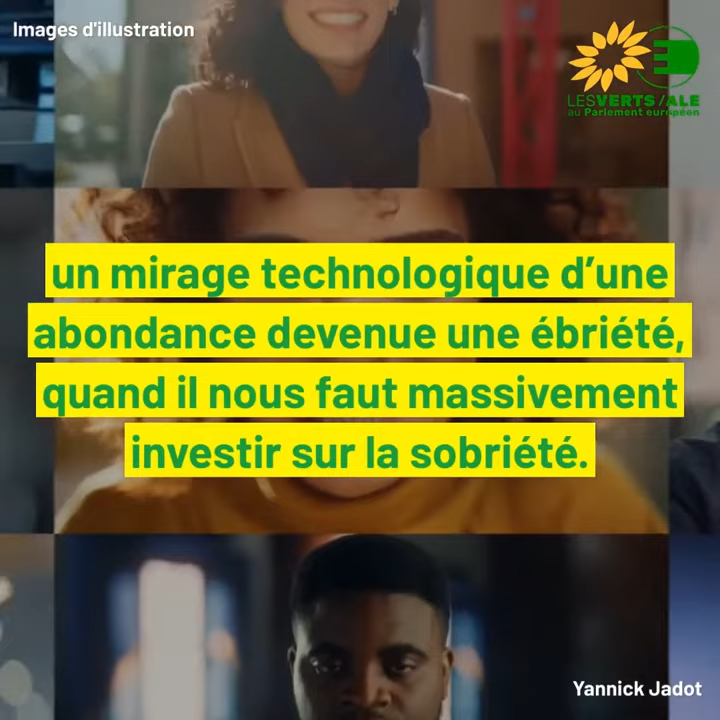 Images d'illustration
LESVERTS/ALE
au Parlement européen
un mirage technologique d’une
abondance devenue une ébriété,
quand il nous faut massivement
investir sur la sobriété.
Yannick Jadot